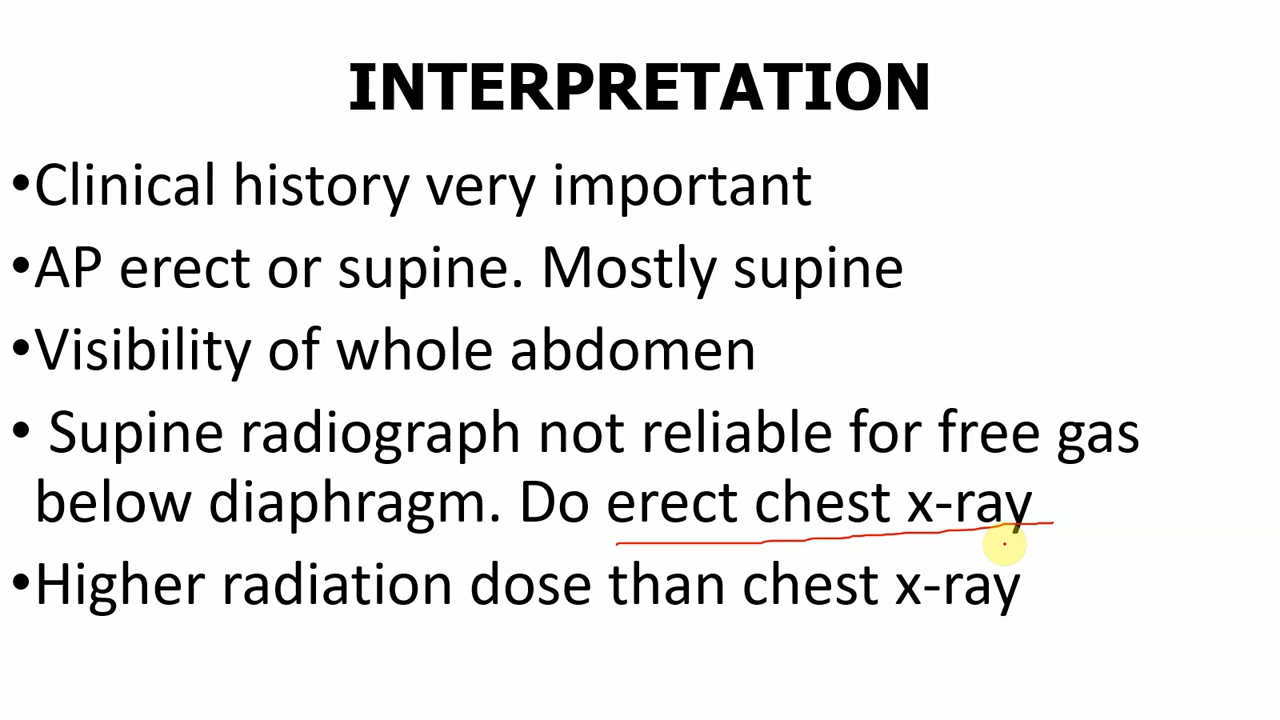 INTERPRETATION
•Clinical history very important
•AP erect or supine. Mostly supine
•Visibility of whole abdomen
• Supine radiograph not reliable for free gas
below diaphragm. Do erect chest x-ray
•Higher radiation dose than chest x-ray